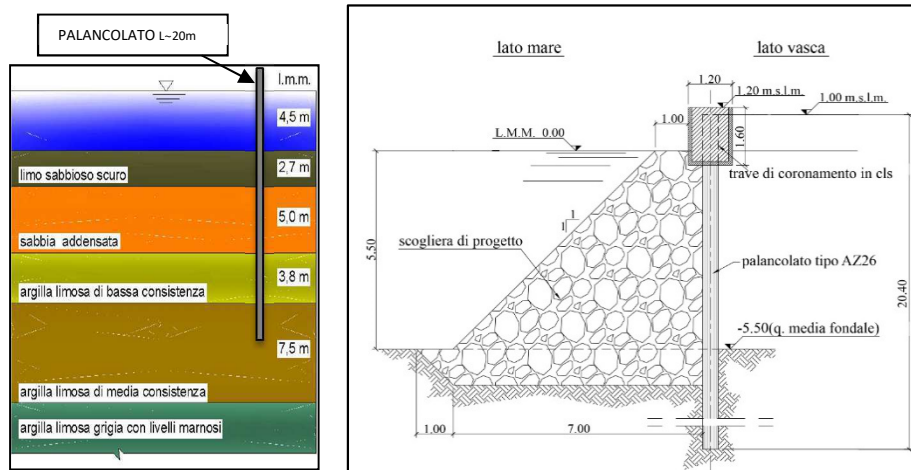 PALANCOLATO L~20m
l.m.m.
4,5 m
limo sabbioso scuro
2,7 m
sabbia addensata
5,0 m
argilla limosa di bassa consistenza
3,8 m
argilla limosa di media consistenza
7,5 m
argilla limosa grigia con livelli marnosi
lato mare
lato vasca
1.20
1.20 m.s.l.m.
1.00 m.s.l.m.
1.00
L.M.M. 0.00
1.60
trave di coronamento in cls
1
1
5.50
scogliera di progetto
palancolato tipo AZ26
20.40
-5.50(q. media fondale)
1.00
7.00